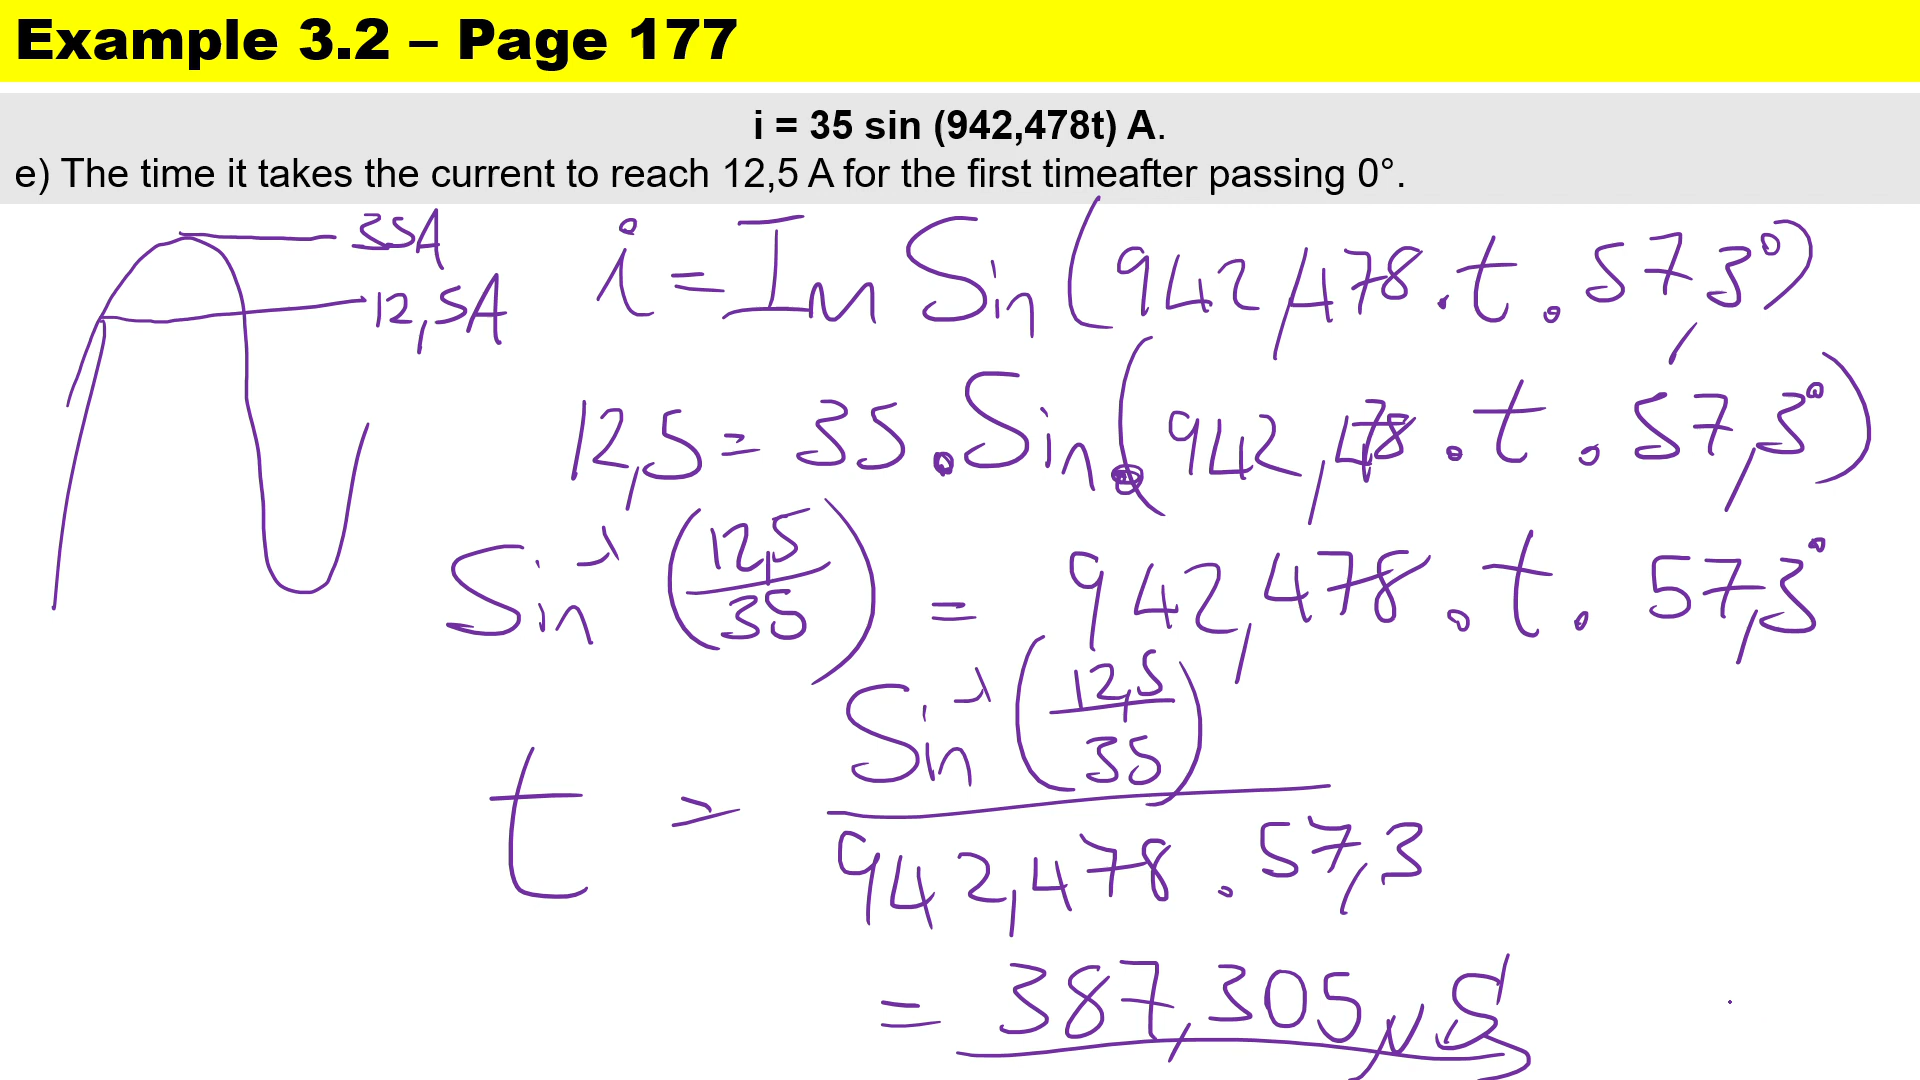 Example 3.2 – Page 177
i = 35 sin (942,478t) A.
e) The time it takes the current to reach 12,5 A for the first timeafter passing 0°.
35A
12,5A
i = Im Sin (942,478 . t . 57,3°)
12,5 = 35 . Sin . (942,478 . t . 57,3°)
Sin⁻¹ (12,5/35) = 942,478 . t . 57,3°
t = Sin⁻¹ (12,5/35) / 942,478 . 57,3
= 387,305 µS